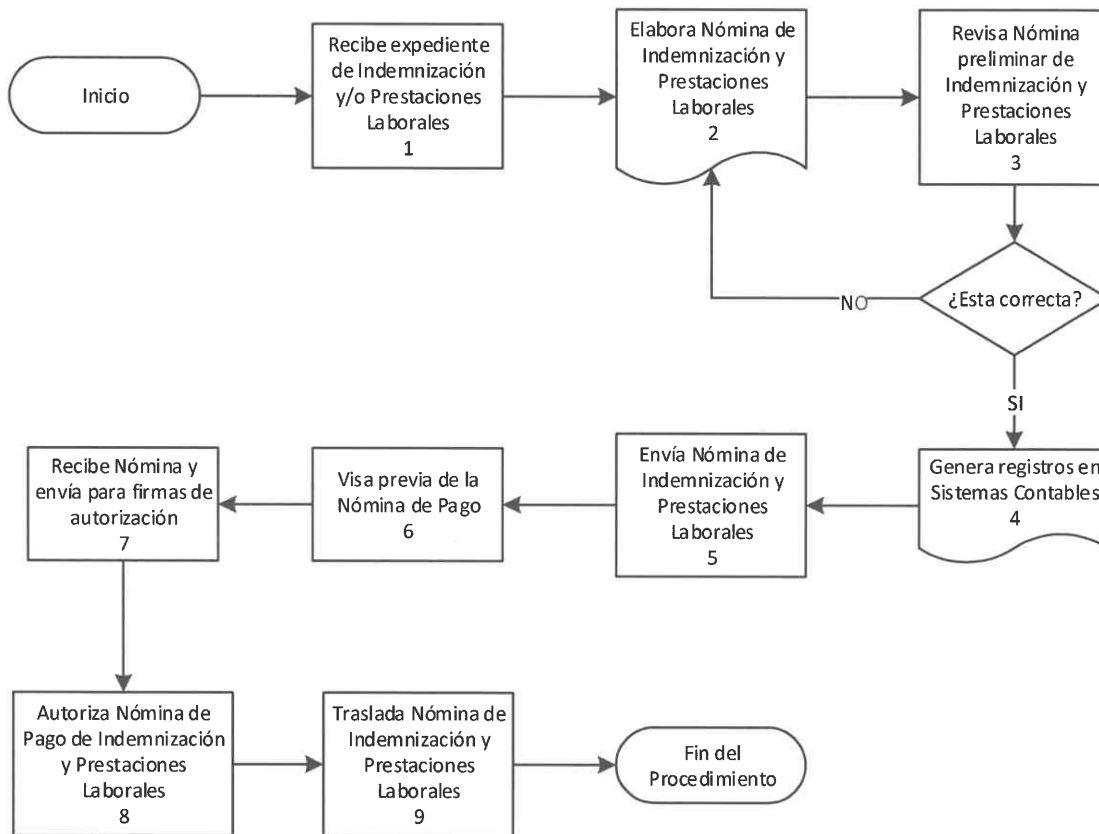 Inicio
Recibe expediente
de Indemnización
y/o Prestaciones
Laborales
1
Elabora Nómina de
Indemnización y
Prestaciones
Laborales
2
Revisa Nómina
preliminar de
Indemnización y
Prestaciones
Laborales
3
¿Esta correcta?
NO
SI
Genera registros en
Sistemas Contables
4
Envía Nómina de
Indemnización y
Prestaciones
Laborales
5
Visa previa de la
Nómina de Pago
6
Recibe Nómina y
envía para firmas de
autorización
7
Autoriza Nómina de
Pago de Indemnización
y Prestaciones
Laborales
8
Traslada Nómina de
Indemnización y
Prestaciones
Laborales
9
Fin del
Procedimiento